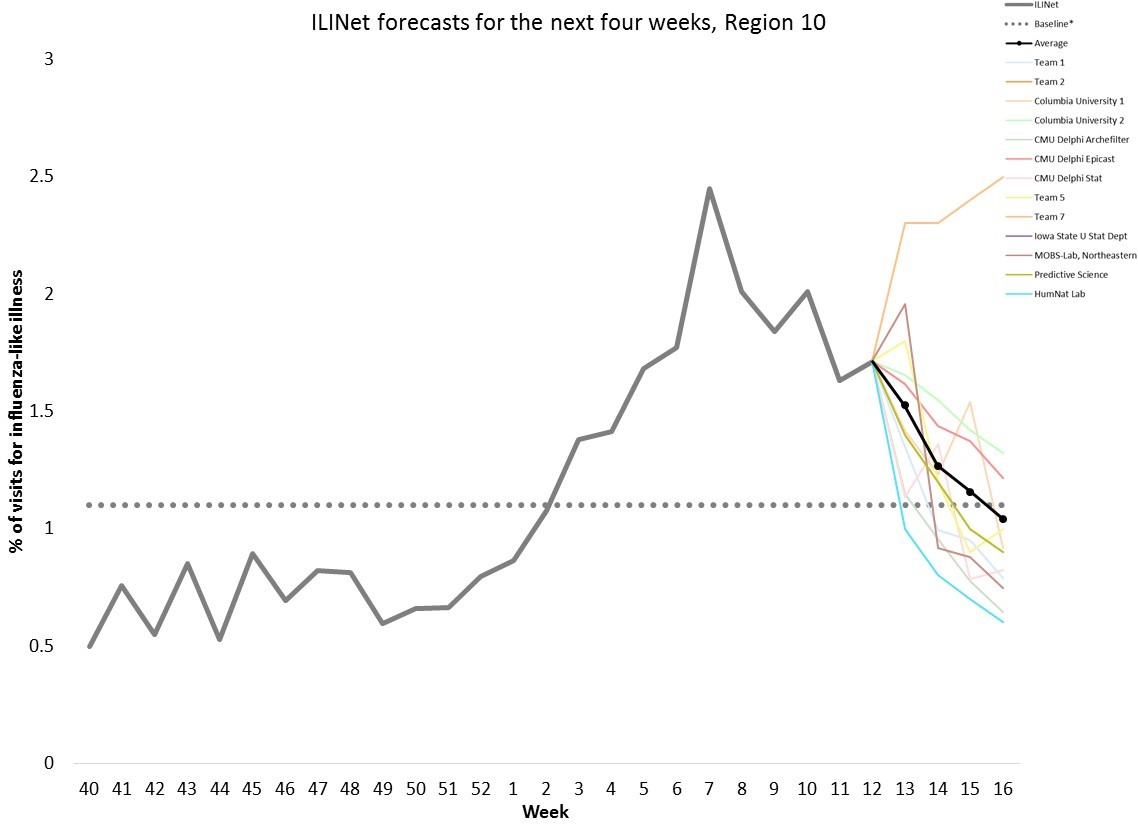 ILINet forecasts for the next four weeks, Region 10
ILINet
Baseline*
Average
Team 1
Team 2
Columbia University 1
Columbia University 2
CMU Delphi Archefilter
CMU Delphi Epicast
CMU Delphi Stat
Team 5
Team 7
Iowa State U Stat Dept
MOBS-Lab, Northeastern
Predictive Science
HumNat Lab
% of visits for influenza-like illness
3
2.5
2
1.5
1
0.5
0
40 41 42 43 44 45 46 47 48 49 50 51 52 1 2 3 4 5 6 7 8 9 10 11 12 13 14 15 16
Week